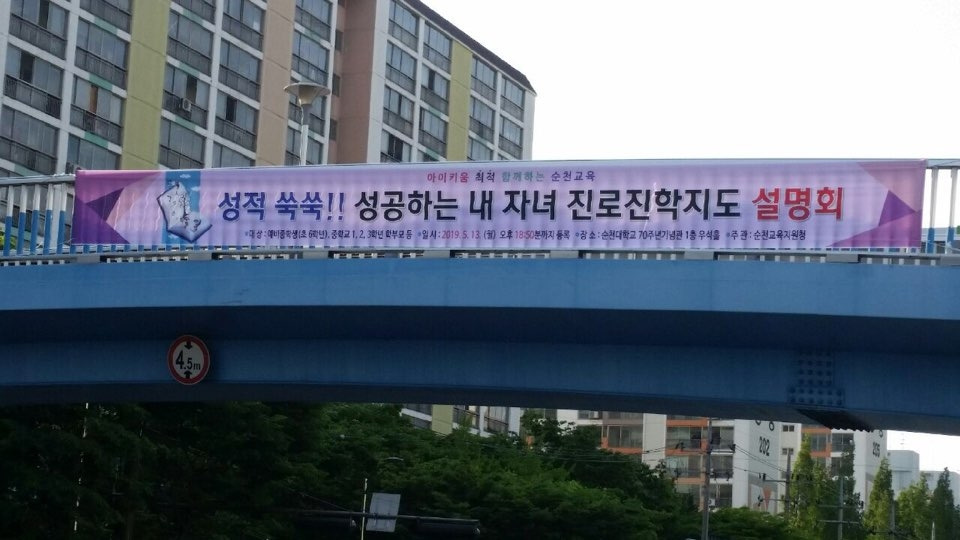 아이키움 최적 함께하는 순천교육
성적 쑥쑥!! 성공하는 내 자녀 진로진학지도 설명회
대상 : 예비중학생(초 6학년), 중학교 1, 2, 3학년 학부모 등 일시 : 2019. 5. 13. (월) 오후 18:50분까지 등록 장소 : 순천대학교 70주년기념관 1층 우석홀 주관 : 순천교육지원청
4.5m
202